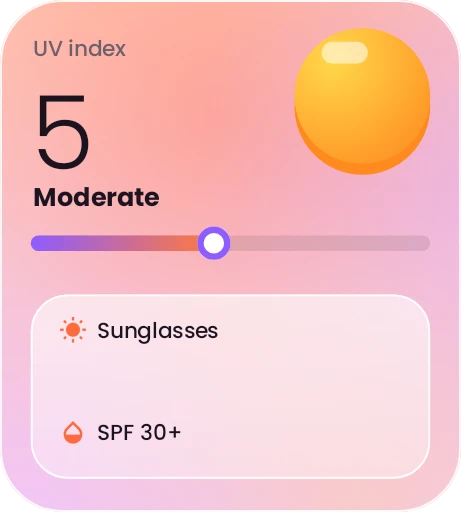 UV index
5
Moderate
Sunglasses
SPF 30+